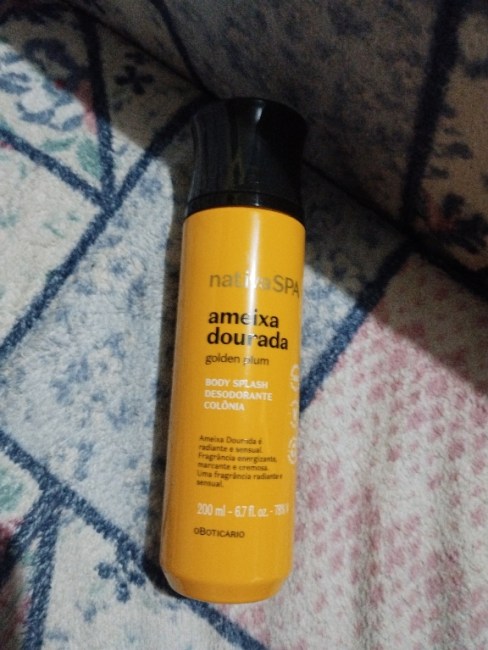 nativaSPA
ameixa
dourada
golden plum
BODY SPLASH
DESODORANTE
COLÔNIA
Ameixa Dourada é
radiante e sensual.
Fragrância energizante,
marcante e cremosa.
Uma fragrância radiante e
sensual.
200 ml - 6.7 fl. oz. -
oBOTICÁRIO